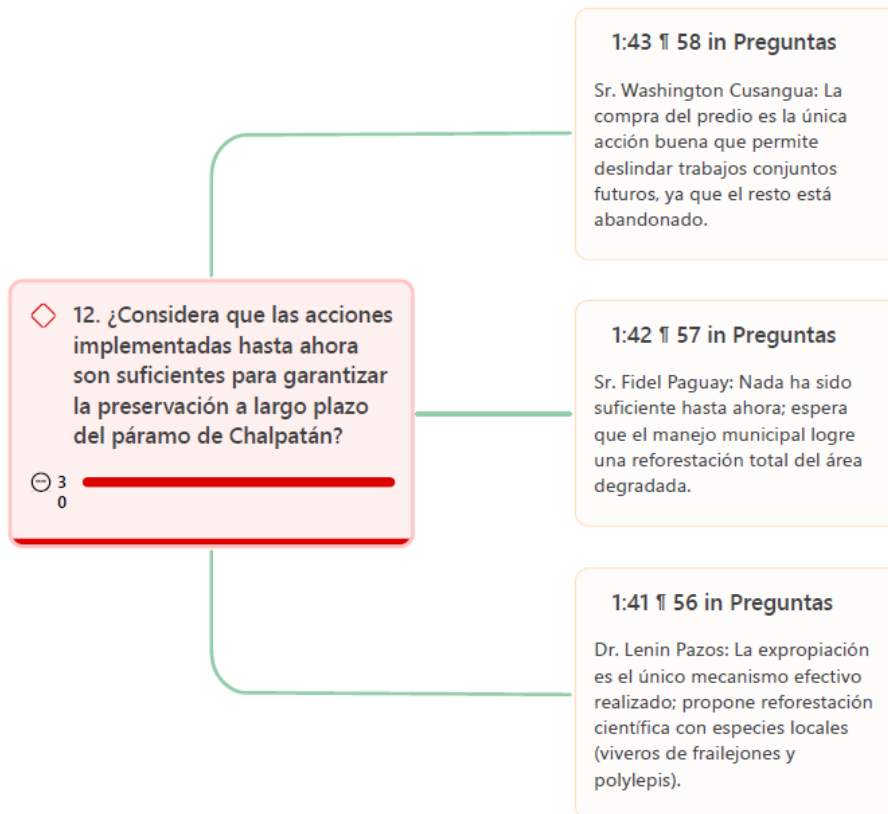 12. ¿Considera que las acciones
implementadas hasta ahora
son suficientes para garantizar
la preservación a largo plazo
del páramo de Chalpatán?
3
0
1:43 ¶ 58 in Preguntas
Sr. Washington Cusangua: La
compra del predio es la única
acción buena que permite
deslindar trabajos conjuntos
futuros, ya que el resto está
abandonado.
1:42 ¶ 57 in Preguntas
Sr. Fidel Paguay: Nada ha sido
suficiente hasta ahora; espera
que el manejo municipal logre
una reforestación total del área
degradada.
1:41 ¶ 56 in Preguntas
Dr. Lenin Pazos: La expropiación
es el único mecanismo efectivo
realizado; propone reforestación
científica con especies locales
(viveros de frailejones y
polylepis).